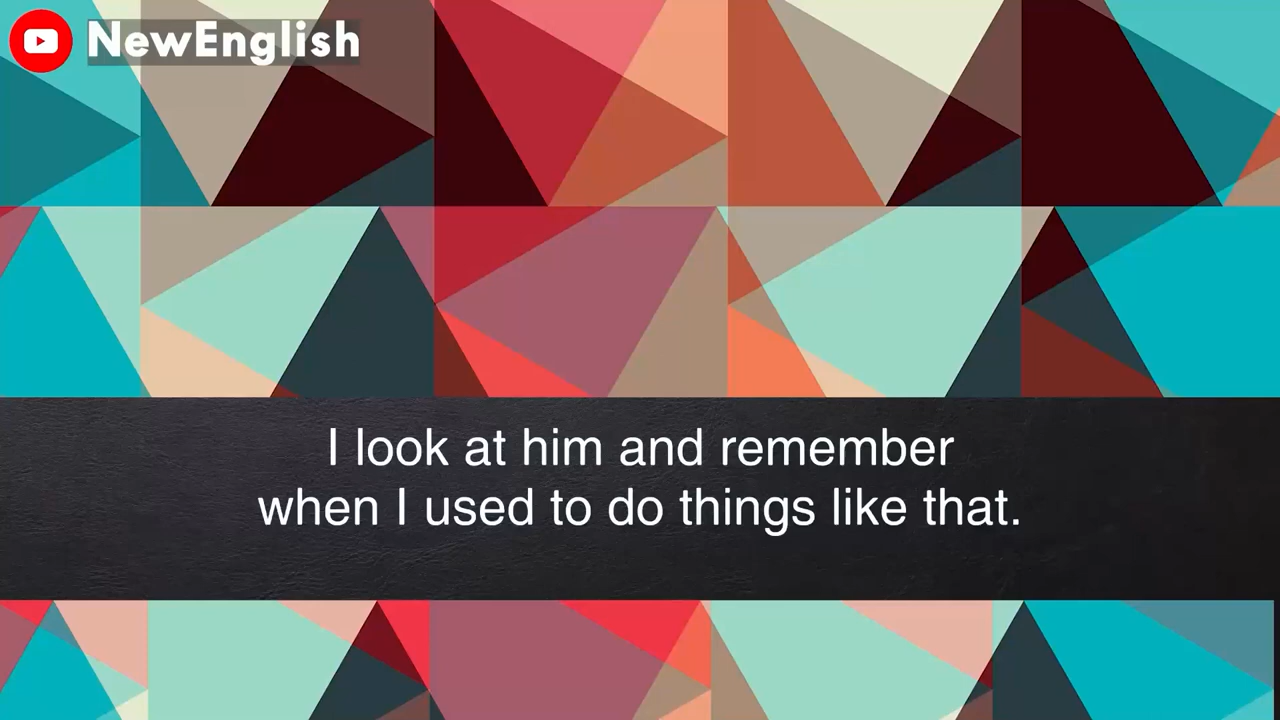 NewEnglish
I look at him and remember
when I used to do things like that.